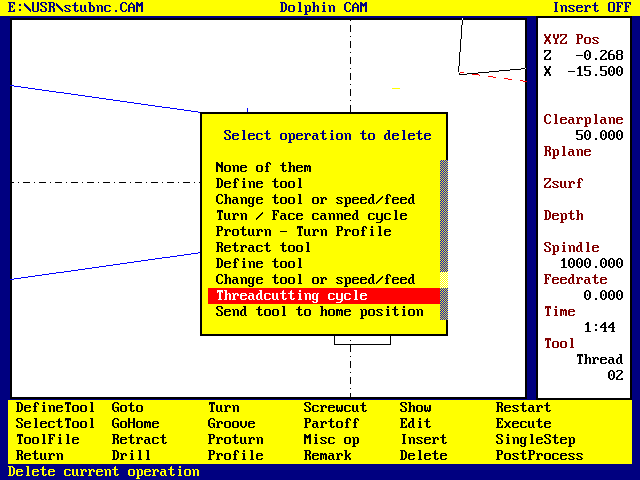 E:\USR\stubnc.CAM Dolphin CAM Insert OFF
XYZ Pos
Z -0.268
X -15.500
Clearplane
50.000
Rplane
Zsurf
Depth
Spindle
1000.000
Feedrate
0.000
Time
1:44
Tool
Thread
02
Select operation to delete
None of them
Define tool
Change tool or speed/feed
Turn / Face canned cycle
Proturn - Turn Profile
Retract tool
Define tool
Change tool or speed/feed
Threadcutting cycle
Send tool to home position
DefineTool Goto Turn Screwcut Show Restart
SelectTool GoHome Groove Partoff Edit Execute
ToolFile Retract Proturn Misc op Insert SingleStep
Return Drill Profile Remark Delete PostProcess
Delete current operation